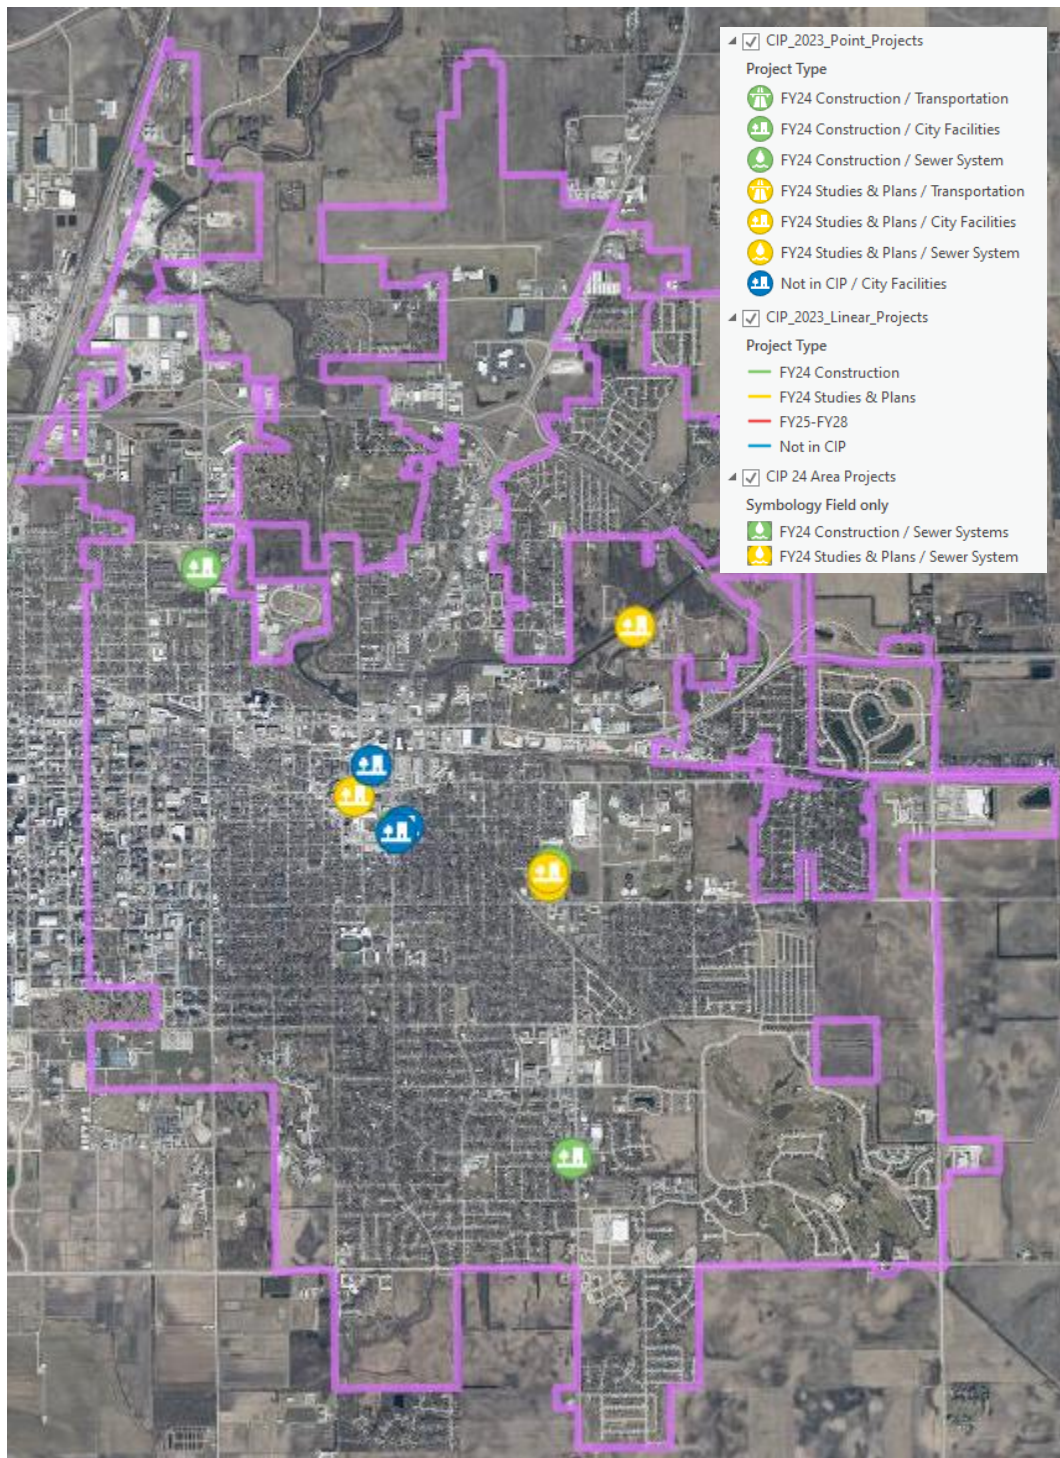 CIP_2023_Point_Projects
Project Type
FY24 Construction / Transportation
FY24 Construction / City Facilities
FY24 Construction / Sewer System
FY24 Studies & Plans / Transportation
FY24 Studies & Plans / City Facilities
FY24 Studies & Plans / Sewer System
Not in CIP / City Facilities
CIP_2023_Linear_Projects
Project Type
FY24 Construction
FY24 Studies & Plans
FY25-FY28
Not in CIP
CIP 24 Area Projects
Symbology Field only
FY24 Construction / Sewer Systems
FY24 Studies & Plans / Sewer System